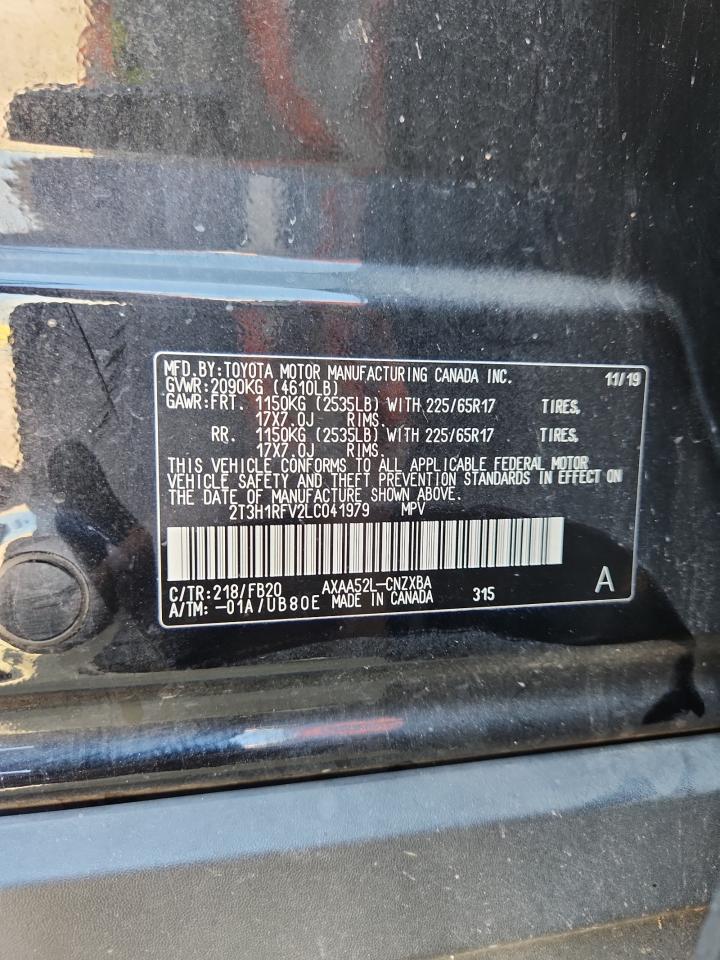 MFD.BY:TOYOTA MOTOR MANUFACTURING CANADA INC. 11/19
GVWR:2090KG (4610LB)
GAWR:FRT. 1150KG (2535LB) WITH 225/65R17 TIRES,
17X7.0J RIMS.
RR. 1150KG (2535LB) WITH 225/65R17 TIRES,
17X7.0J RIMS.
THIS VEHICLE CONFORMS TO ALL APPLICABLE FEDERAL MOTOR
VEHICLE SAFETY AND THEFT PREVENTION STANDARDS IN EFFECT ON
THE DATE OF MANUFACTURE SHOWN ABOVE.
2T3H1RFV2LC041979 MPV
C/TR:218/FB20 AXAA52L-CNZXBA 315 A
A/TM:-01A/UB80E MADE IN CANADA